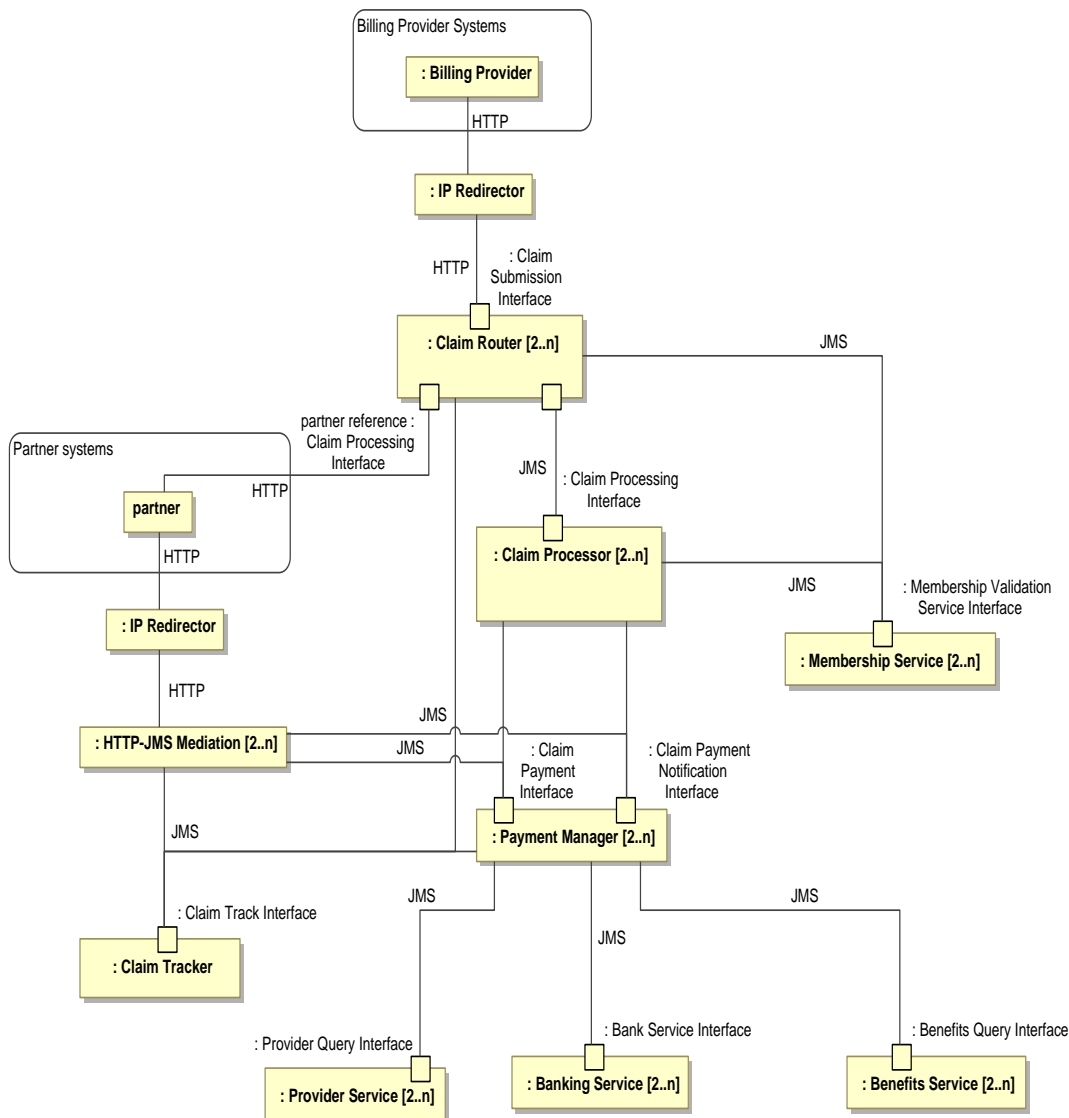 Billing Provider Systems
: Billing Provider
HTTP
: IP Redirector
HTTP
: Claim
Submission
Interface
: Claim Router [2..n]
JMS
partner reference :
Claim Processing
Interface
Partner systems
HTTP
partner
HTTP
JMS
: Claim Processing
Interface
: Claim Processor [2..n]
JMS
: Membership Validation
Service Interface
: Membership Service [2..n]
: IP Redirector
HTTP
: HTTP-JMS Mediation [2..n]
JMS
JMS
: Claim
Payment
Interface
: Claim Payment
Notification
Interface
JMS
: Payment Manager [2..n]
JMS
JMS
JMS
: Claim Track Interface
: Claim Tracker
: Provider Query Interface
: Bank Service Interface
: Benefits Query Interface
: Provider Service [2..n]
: Banking Service [2..n]
: Benefits Service [2..n]